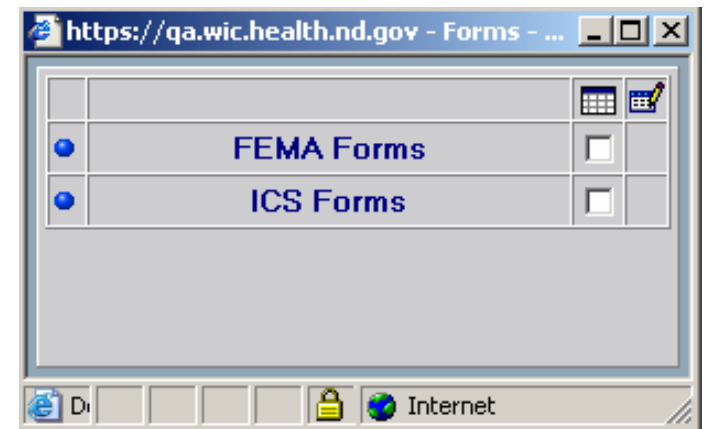 https://qa.wic.health.nd.gov - Forms - ...
FEMA Forms
ICS Forms
Internet